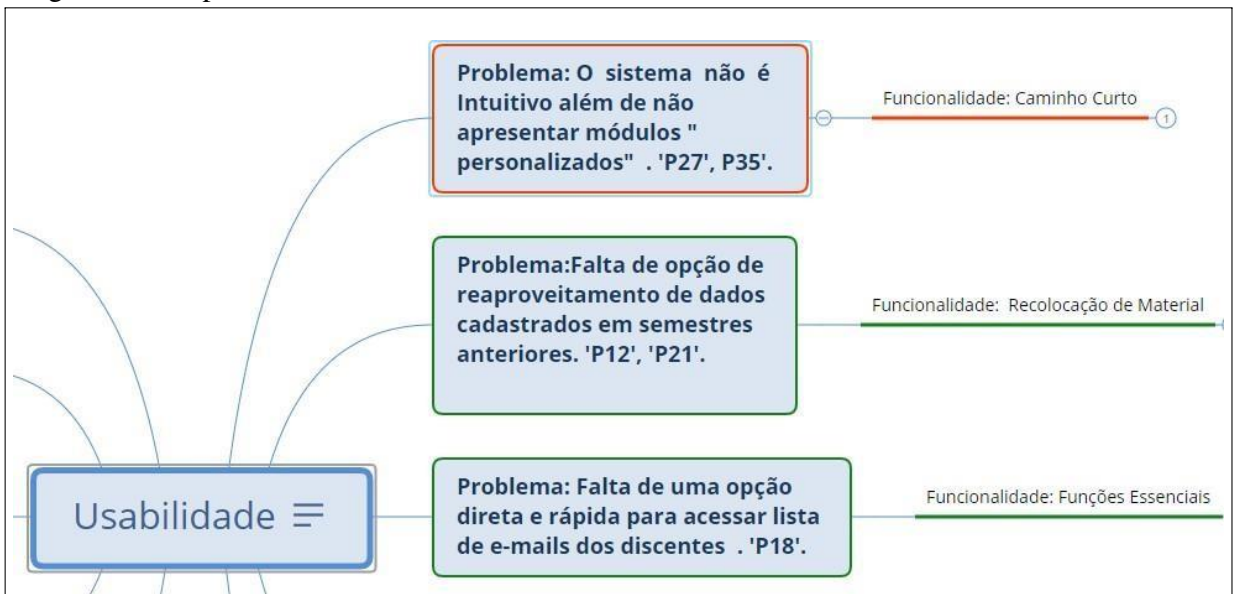 Problema: O sistema não é
Intuitivo além de não
apresentar módulos "
personalizados" . 'P27', P35'.
Funcionalidade: Caminho Curto
1
Problema:Falta de opção de
reaproveitamento de dados
cadastrados em semestres
anteriores. 'P12', 'P21'.
Funcionalidade: Recolocação de Material
Usabilidade
Problema: Falta de uma opção
direta e rápida para acessar lista
de e-mails dos discentes . 'P18'.
Funcionalidade: Funções Essenciais